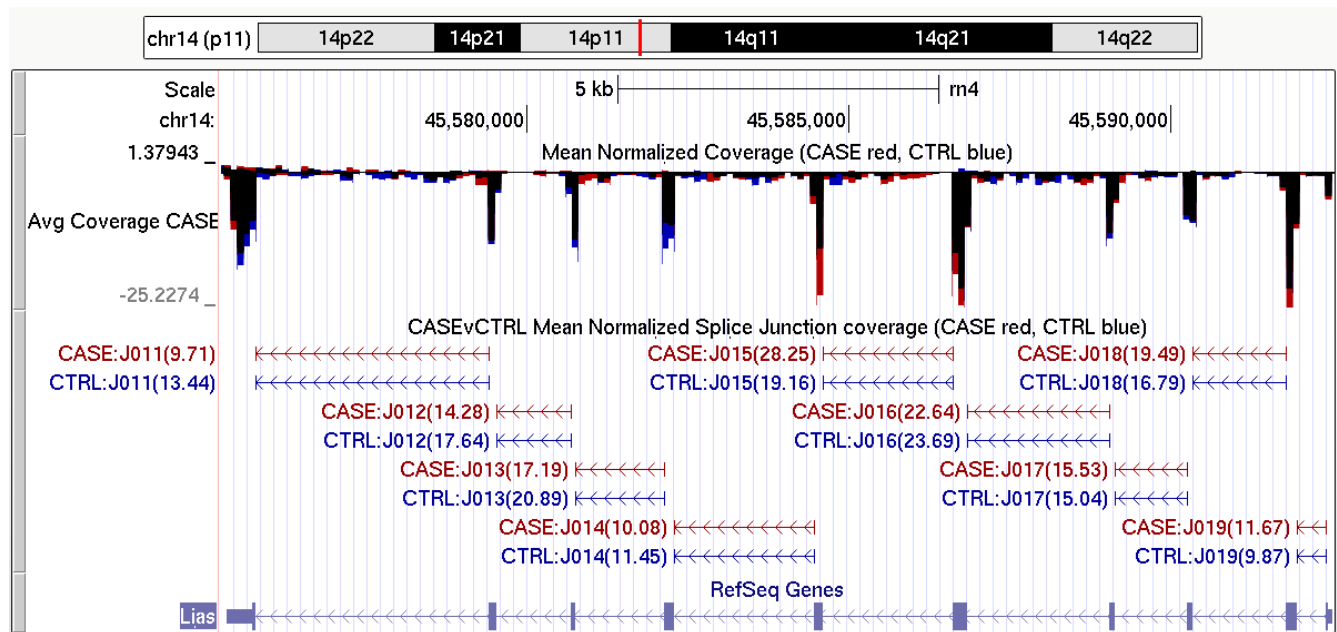 chr14 (p11) 14p22 14p21 14p11 14q11 14q21 14q22
Scale 5 kb rn4
chr14: 45,580,000 45,585,000 45,590,000
1.37943 _ Mean Normalized Coverage (CASE red, CTRL blue)
Avg Coverage CASE
-25.2274 _
CASEvCTRL Mean Normalized Splice Junction coverage (CASE red, CTRL blue)
CASE:J011(9.71) CASE:J015(28.25) CASE:J018(19.49)
CTRL:J011(13.44) CTRL:J015(19.16) CTRL:J018(16.79)
CASE:J012(14.28) CASE:J016(22.64)
CTRL:J012(17.64) CTRL:J016(23.69)
CASE:J013(17.19) CASE:J017(15.53)
CTRL:J013(20.89) CTRL:J017(15.04)
CASE:J014(10.08) CASE:J019(11.67)
CTRL:J014(11.45) CTRL:J019(9.87)
RefSeq Genes
Lias